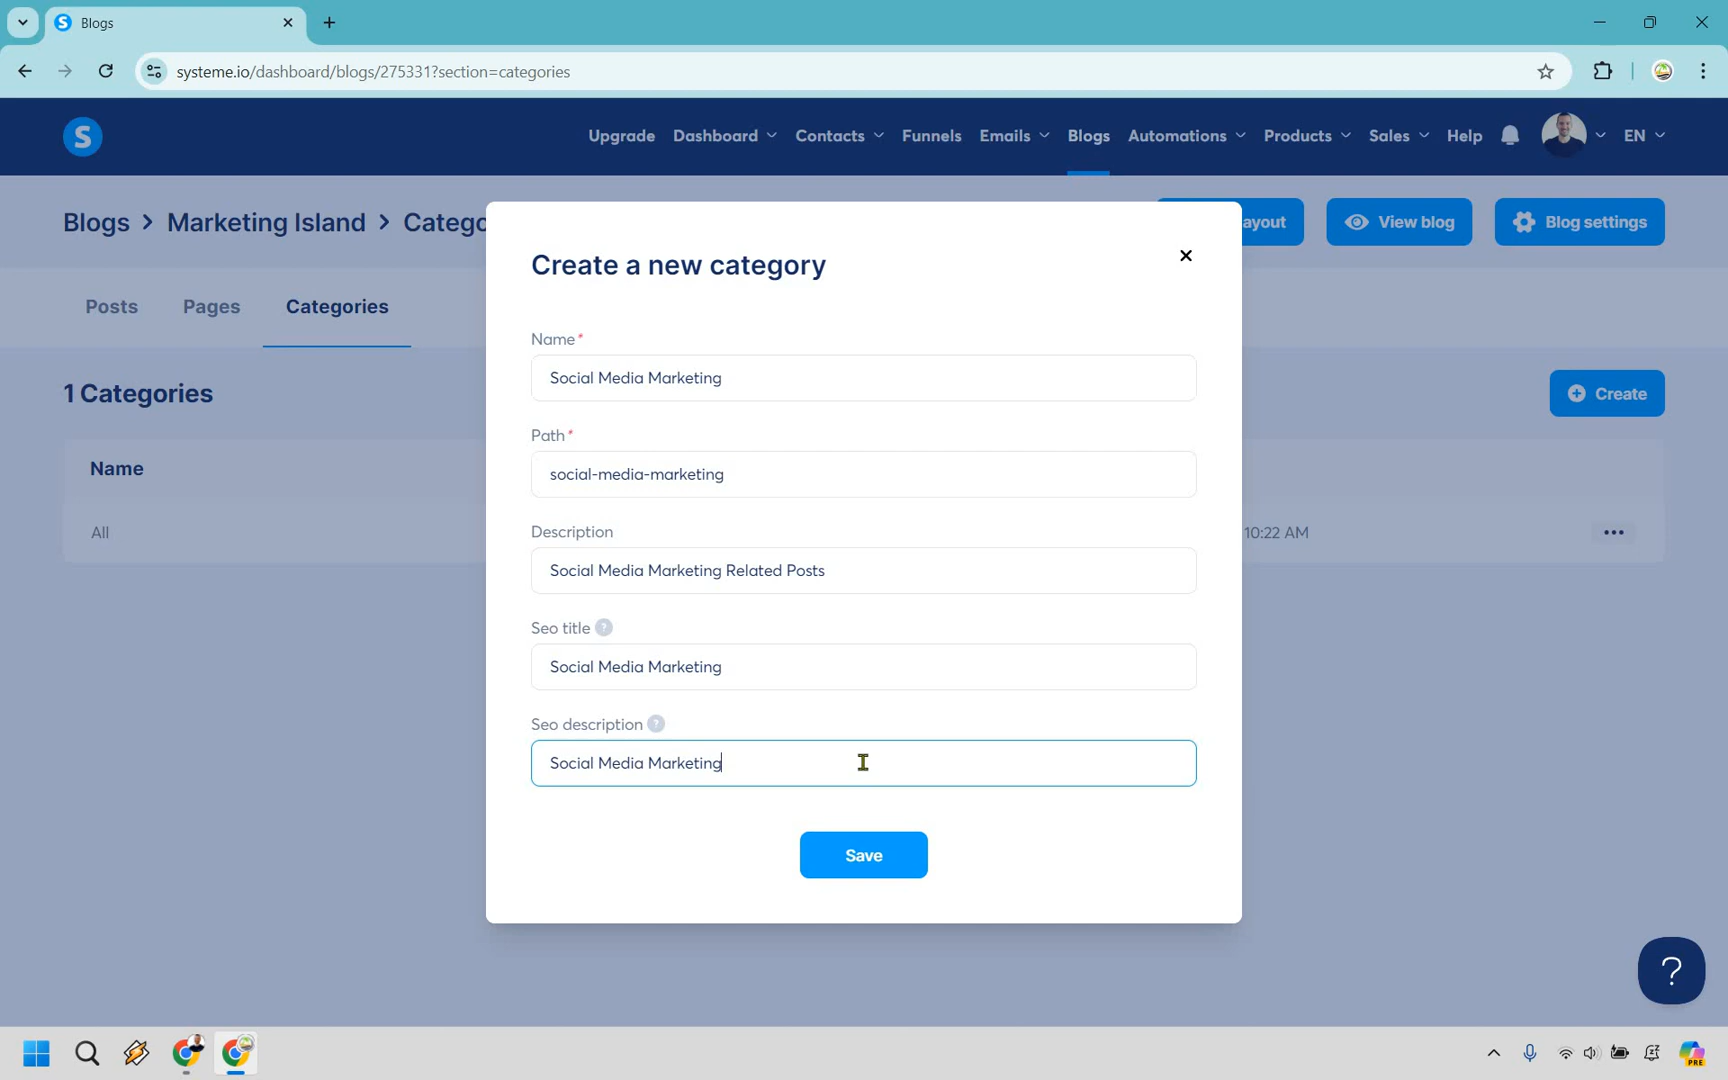 Blogs
systeme.io/dashboard/blogs/275331?section=categories
S
Upgrade Dashboard Contacts Funnels Emails Blogs Automations Products Sales Help EN
Blogs > Marketing Island > Catego
ayout View blog Blog settings
Create a new category
Posts Pages Categories
Name*
Social Media Marketing
1 Categories
Create
Path*
social-media-marketing
Name
Description
All
10:22 AM
Social Media Marketing Related Posts
Seo title ?
Social Media Marketing
Seo description ?
Social Media Marketing
Save
?
PRE